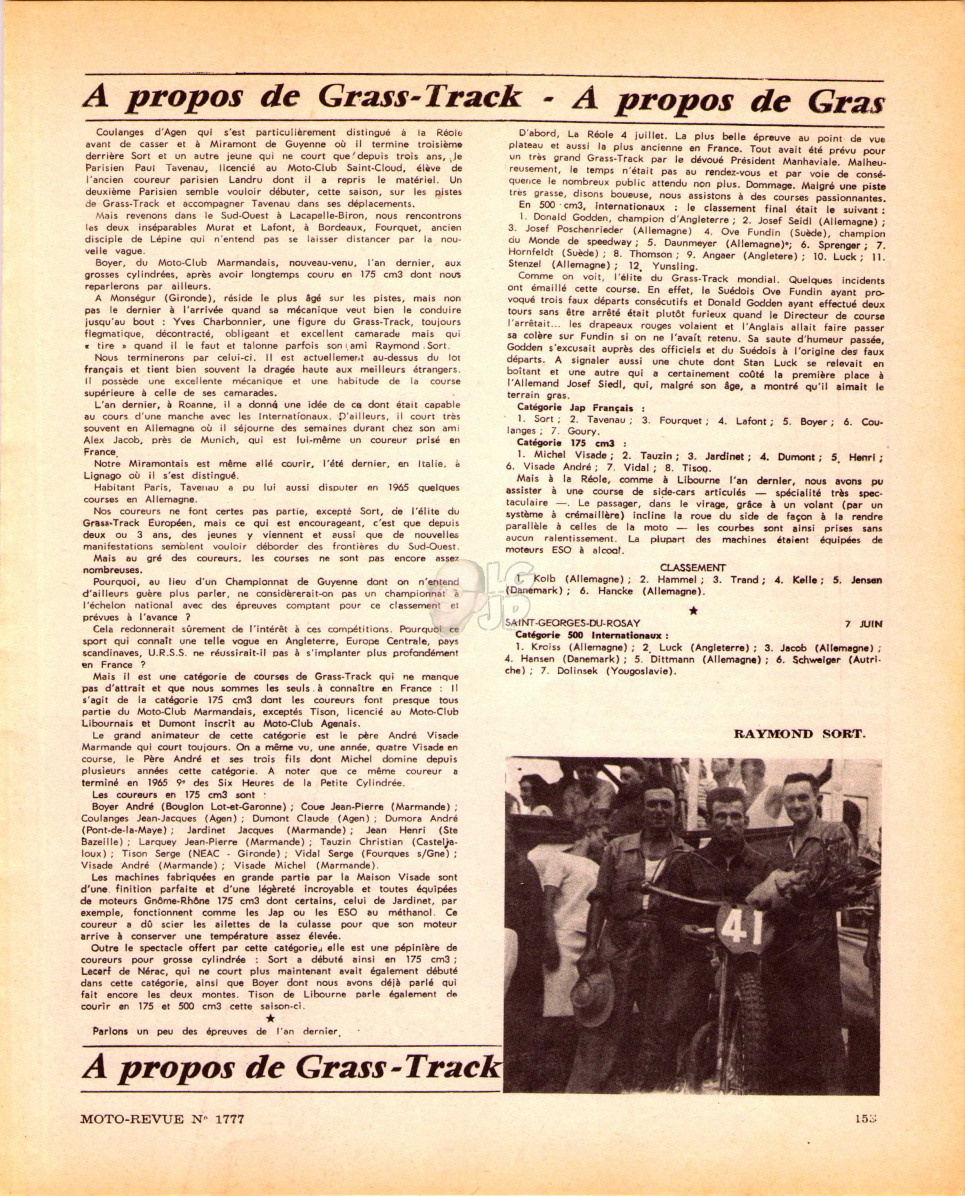 A propos de Grass-Track - A propos de Gras
Coulanges d'Agen qui s'est particulièrement distingué à la Réole
avant de casser et à Miramont de Guyenne où il termine troisième
derrière Sort et un autre jeune qui ne court que depuis trois ans, le
Parisien Paul Tavenau, licencié au Moto-Club Saint-Cloud, élève de
l'ancien coureur parisien Landru dont il a repris le matériel. Un
deuxième Parisien semble vouloir débuter, cette saison, sur les pistes
de Grass-Track et accompagner Tavenau dans ses déplacements.
Mais revenons dans le Sud-Ouest à Lacapelle-Biron, nous rencontrons
les deux inséparables Murat et Lafont, à Bordeaux, Fourquet, ancien
disciple de Lépine qui n'entend pas se laisser distancer par la nou-
velle vague.
Boyer, du Moto-Club Marmandais, nouveau-venu, l'an dernier, aux
grosses cylindrées, après avoir longtemps couru en 175 cm3 dont nous
reparlerons par ailleurs.
A Monségur (Gironde), réside le plus âgé sur les pistes, mais non
pas le dernier à l'arrivée quand sa mécanique veut bien le conduire
jusqu'au bout : Yves Charbonnier, une figure du Grass-Track, toujours
flegmatique, décontracté, obligeant et excellent camarade mais qui
« tire » quand il le faut et talonne parfois son ami Raymond Sort.
Nous terminerons par celui-ci. Il est actuellement au-dessus du lot
français et tient bien souvent la dragée haute aux meilleurs étrangers.
Il possède une excellente mécanique et une habitude de la course
supérieure à celle de ses camarades.
L'an dernier, à Roanne, il a donné une idée de ce dont était capable
au cours d'une manche avec les Internationaux. D'ailleurs, il court très
souvent en Allemagne où il séjourne des semaines durant chez son ami
Alex Jacob, près de Munich, qui est lui-même un coureur prisé en
France.
Notre Miramontais est même allé courir, l'été dernier, en Italie, à
Lignago où il s'est distingué.
Habitant Paris, Tavenau a pu lui aussi disputer en 1965 quelques
courses en Allemagne.
Nos coureurs ne font certes pas partie, excepté Sort, de l'élite du
Grass-Track Européen, mais ce qui est encourageant, c'est que depuis
deux ou 3 ans, des jeunes y viennent et aussi que de nouvelles
manifestations semblent vouloir déborder des frontières du Sud-Ouest.
Mais au gré des coureurs, les courses ne sont pas encore assez
nombreuses.
Pourquoi, au lieu d'un Championnat de Guyenne dont on n'entend
d'ailleurs guère plus parler, ne considèrerait-on pas un championnat à
l'échelon national avec des épreuves comptant pour ce classement et
prévues à l'avance ?
Cela redonnerait sûrement de l'intérêt à ces compétitions. Pourquoi ce
sport qui connaît une telle vogue en Angleterre, Europe Centrale, pays
scandinaves, U.R.S.S. ne réussirait-il pas à s'implanter plus profondément
en France ?
Mais il est une catégorie de courses de Grass-Track qui ne manque
pas d'attrait et que nous sommes les seuls à connaître en France : Il
s'agit de la catégorie 175 cm3 dont les coureurs font presque tous
partie du Moto-Club Marmandais, exceptés Tison, licencié au Moto-Club
Libournais et Dumont inscrit au Moto-Club Agenais.
Le grand animateur de cette catégorie est le père André Visade
Marmande qui court toujours. On a même vu, une année, quatre Visade en
course, le Père André et ses trois fils dont Michel domine depuis
plusieurs années cette catégorie. A noter que ce même coureur a
terminé en 1965 9e des Six Heures de la Petite Cylindrée.
Les coureurs en 175 cm3 sont :
Boyer André (Bouglon Lot-et-Garonne) ; Coue Jean-Pierre (Marmande) ;
Coulanges Jean-Jacques (Agen) ; Dumont Claude (Agen) ; Dumora André
(Pont-de-la-Maye) ; Jardinet Jacques (Marmande) ; Jean Henri (Ste
Bazeille) ; Larquey Jean-Pierre (Marmande) ; Tauzin Christian (Castelja-
loux) ; Tison Serge (NEAC - Gironde) ; Vidal Serge (Fourques s/Gne) ;
Visade André (Marmande) ; Visade Michel (Marmande).
Les machines fabriquées en grande partie par la Maison Visade sont
d'une finition parfaite et d'une légèreté incroyable et toutes équipées
de moteurs Gnôme-Rhône 175 cm3 dont certains, celui de Jardinet, par
exemple, fonctionnent comme les Jap ou les ESO au méthanol. Ce
coureur a dû scier les ailettes de la culasse pour que son moteur
arrive à conserver une température assez élevée.
Outre le spectacle offert par cette catégorie, elle est une pépinière de
coureurs pour grosse cylindrée : Sort a débuté ainsi en 175 cm3 ;
Lecerf de Nérac, qui ne court plus maintenant avait également débuté
dans cette catégorie, ainsi que Boyer dont nous avons déjà parlé qui
fait encore les deux montes. Tison de Libourne parle également de
courir en 175 et 500 cm3 cette saison-ci.
★
Parlons un peu des épreuves de l'an dernier.
A propos de Grass-Track
D'abord, La Réole 4 juillet. La plus belle épreuve au point de vue
plateau et aussi la plus ancienne en France. Tout avait été prévu pour
un très grand Grass-Track par le dévoué Président Manhaviale. Malheu-
reusement, le temps n'était pas au rendez-vous et par voie de consé-
quence le nombreux public attendu non plus. Dommage. Malgré une piste
très grasse, disons boueuse, nous assistons à des courses passionnantes.
En 500 cm3, internationaux : le classement final était le suivant :
1. Donald Godden, champion d'Angleterre ; 2. Josef Seidl (Allemagne) ;
3. Josef Poschenrieder (Allemagne) 4. Ove Fundin (Suède), champion
du Monde de speedway ; 5. Daunmeyer (Allemagne) ; 6. Sprenger ; 7.
Hornfeldt (Suède) ; 8. Thomson ; 9. Angaer (Angletere) ; 10. Luck ; 11.
Stenzel (Allemagne) ; 12. Yunsling.
Comme on voit, l'élite du Grass-Track mondial. Quelques incidents
ont émaillé cette course. En effet, le Suédois Ove Fundin ayant pro-
voqué trois faux départs consécutifs et Donald Godden ayant effectué deux
tours sans être arrêté était plutôt furieux quand le Directeur de course
l'arrêtait... les drapeaux rouges volaient et l'Anglais allait faire passer
sa colère sur Fundin si on ne l'avait retenu. Sa saute d'humeur passée,
Godden s'excusait auprès des officiels et du Suédois à l'origine des faux
départs. A signaler aussi une chute dont Stan Luck se relevait en
boîtant et une autre qui a certainement coûté la première place à
l'Allemand Josef Siedl, qui, malgré son âge, a montré qu'il aimait le
terrain gras.
Catégorie Jap Français :
1. Sort ; 2. Tavenau ; 3. Fourquet ; 4. Lafont ; 5. Boyer ; 6. Cou-
langes ; 7. Goury.
Catégorie 175 cm3 :
1. Michel Visade ; 2. Tauzin ; 3. Jardinet ; 4. Dumont ; 5. Henri ;
6. Visade André ; 7. Vidal ; 8. Tison.
Mais à la Réole, comme à Libourne l'an dernier, nous avons pu
assister à une course de side-cars articulés — spécialité très spec-
taculaire —. Le passager, dans le virage, grâce à un volant (par un
système à crémaillère) incline la roue du side de façon à la rendre
parallèle à celles de la moto — les courbes sont ainsi prises sans
aucun ralentissement. La plupart des machines étaient équipées de
moteurs ESO à alcool.
CLASSEMENT
1. Kolb (Allemagne) ; 2. Hammel ; 3. Trand ; 4. Kelle ; 5. Jensen
(Danemark) ; 6. Hancke (Allemagne).
★
SAINT-GEORGES-DU-ROSAY 7 JUIN
Catégorie 500 Internationaux :
1. Kroiss (Allemagne) ; 2. Luck (Angleterre) ; 3. Jacob (Allemagne) ;
4. Hansen (Danemark) ; 5. Dittmann (Allemagne) ; 6. Schweiger (Autri-
che) ; 7. Dolinsek (Yougoslavie).
RAYMOND SORT.
41
LG
JP
MOTO-REVUE N° 1777